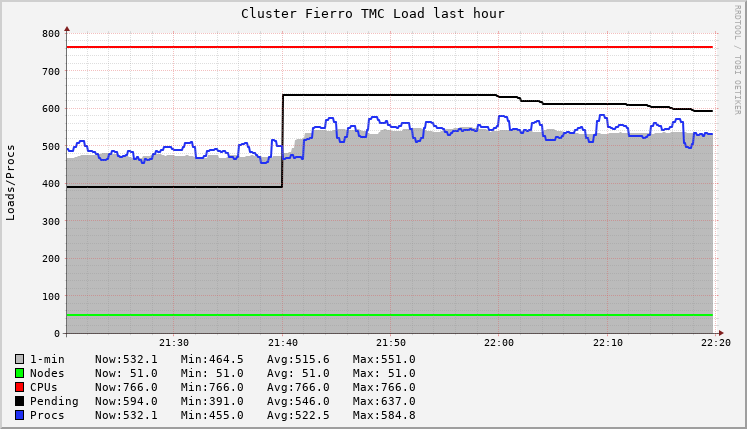 Cluster Fierro TMC Load last hour
RRDTOOL / TOBI OETIKER
Loads/Procs
800
700
600
500
400
300
200
100
0
21:30 21:40 21:50 22:00 22:10 22:20
1-min Now:532.1 Min:464.5 Avg:515.6 Max:551.0
Nodes Now: 51.0 Min: 51.0 Avg: 51.0 Max: 51.0
CPUs Now:766.0 Min:766.0 Avg:766.0 Max:766.0
Pending Now:594.0 Min:391.0 Avg:546.0 Max:637.0
Procs Now:532.1 Min:455.0 Avg:522.5 Max:584.8